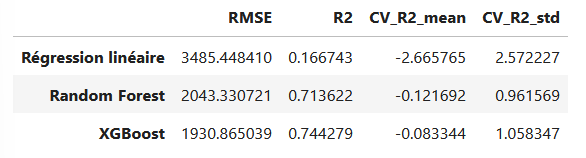 RMSE R2 CV_R2_mean CV_R2_std
Régression linéaire 3485.448410 0.166743 -2.665765 2.572227
Random Forest 2043.330721 0.713622 -0.121692 0.961569
XGBoost 1930.865039 0.744279 -0.083344 1.058347